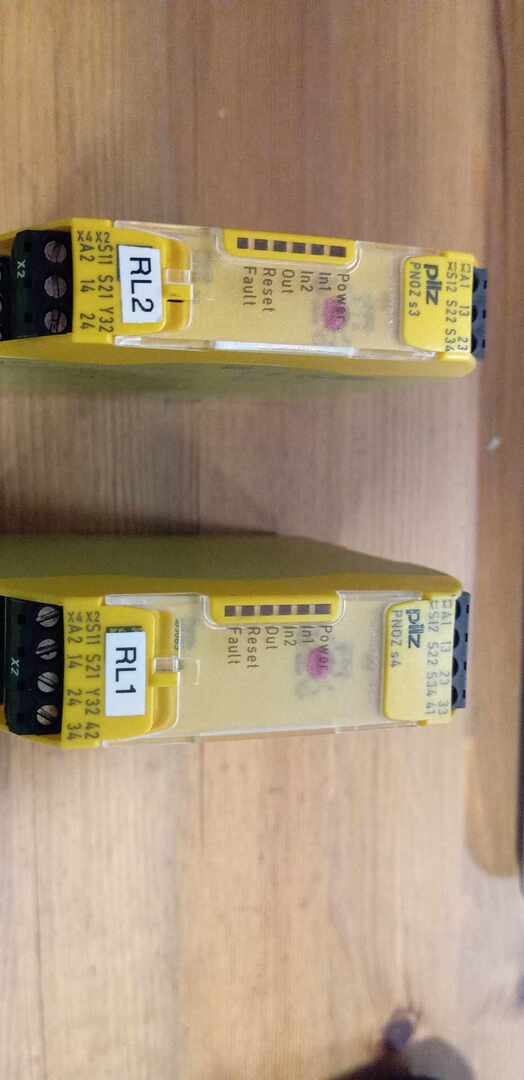 A1 13 23
S12 S22 S34
pilz
PNOZ s3
Power
In1
In2
Out
Reset
Fault
RL2
X2 S11 S21 Y32
X4 A2 14 24
X2
A1 13 23 33
S12 S22 S34 41
pilz
PNOZ s4
Power
In1
In2
Out
Reset
Fault
RL1
X2 S11 S21 Y32 42
X4 A2 14 24 34
X2